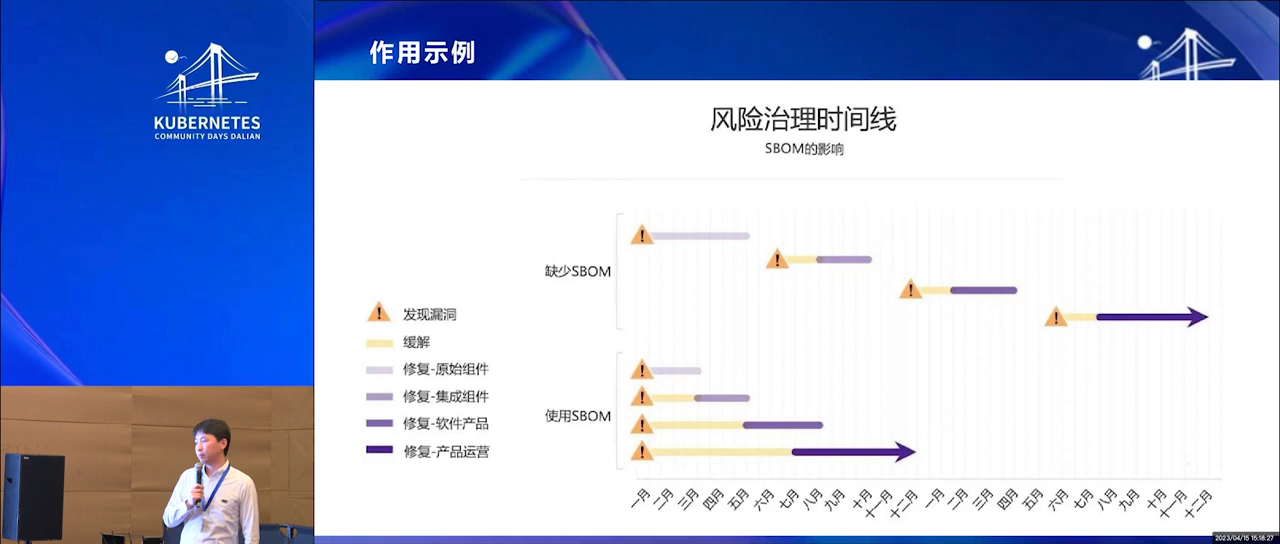 KUBERNETES
COMMUNITY DAYS DALIAN
作用示例
风险治理时间线
SBOM的影响
缺少SBOM
发现漏洞
缓解
修复-原始组件
修复-集成组件
修复-软件产品
修复-产品运营
使用SBOM
一月 二月 三月 四月 五月 六月 七月 八月 九月 十月 十一月 十二月 一月 二月 三月 四月 五月 六月 七月 八月 九月 十月 十一月 十二月
2023/04/15 15:18:27